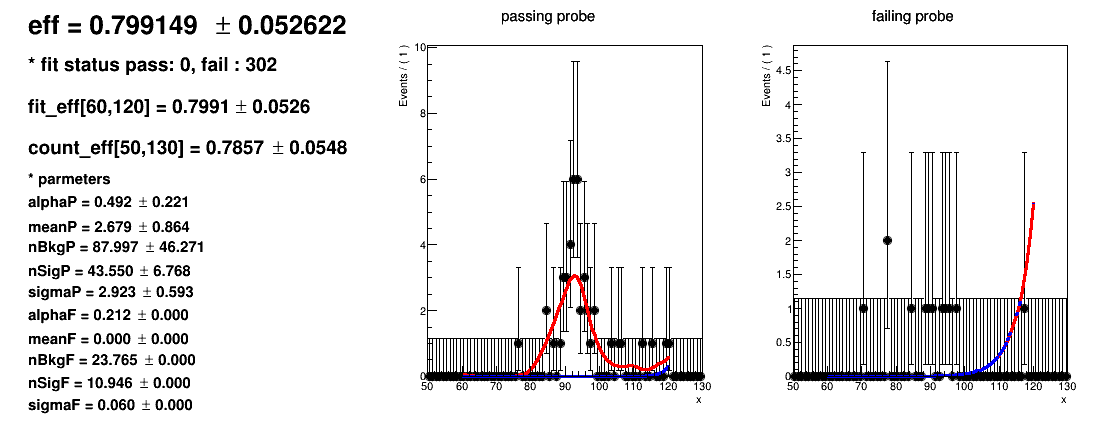 eff = 0.799149 ± 0.052622
* fit status pass: 0, fail : 302
fit_eff[60,120] = 0.7991 ± 0.0526
count_eff[50,130] = 0.7857 ± 0.0548
* parmeters
alphaP = 0.492 ± 0.221
meanP = 2.679 ± 0.864
nBkgP = 87.997 ± 46.271
nSigP = 43.550 ± 6.768
sigmaP = 2.923 ± 0.593
alphaF = 0.212 ± 0.000
meanF = 0.000 ± 0.000
nBkgF = 23.765 ± 0.000
nSigF = 10.946 ± 0.000
sigmaF = 0.060 ± 0.000
passing probe
Events / ( 1 )
10
8
6
4
2
0
50 60 70 80 90 100 110 120 130
x
failing probe
Events / ( 1 )
4.5
4
3.5
3
2.5
2
1.5
1
0.5
0
50 60 70 80 90 100 110 120 130
x